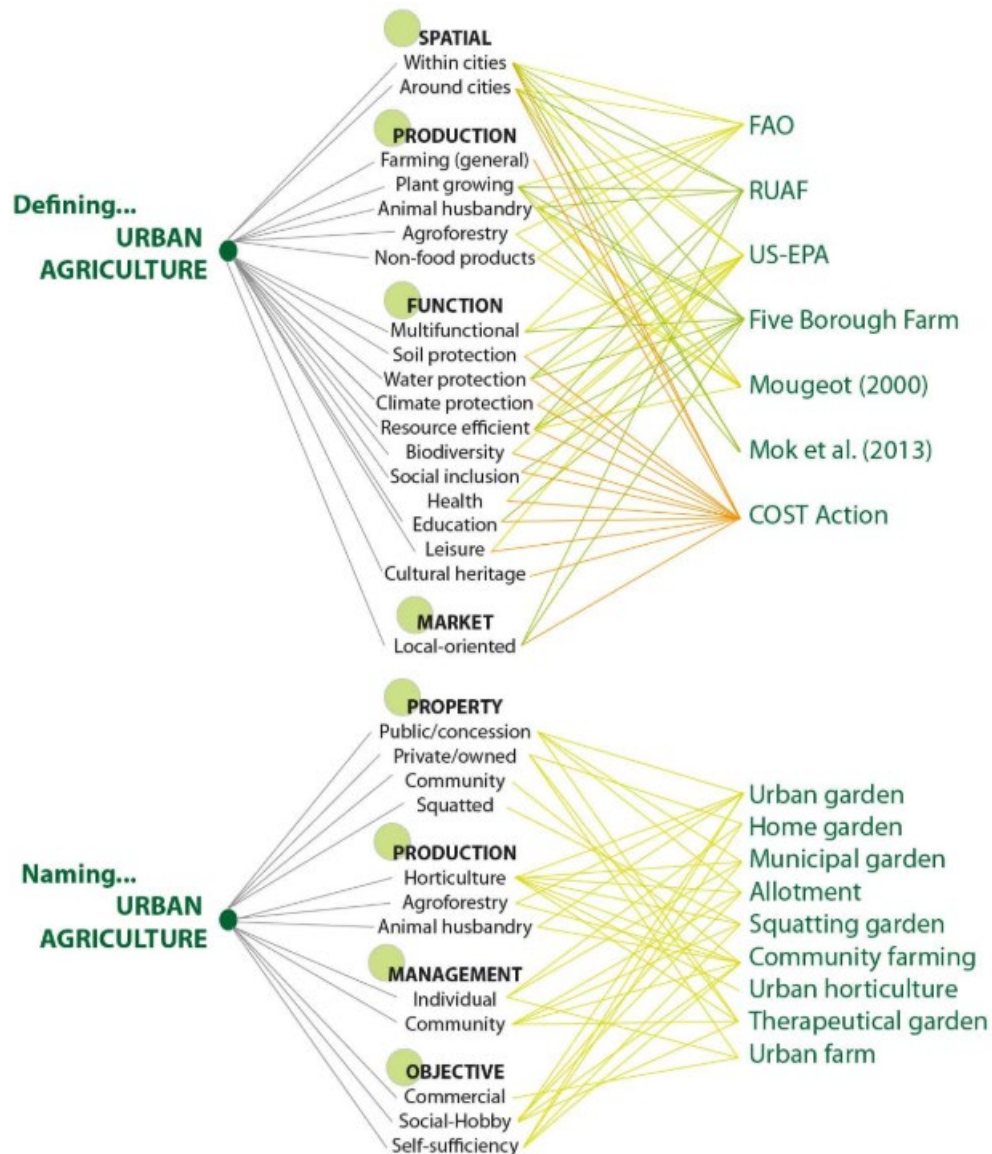 Defining...
URBAN
AGRICULTURE
SPATIAL
Within cities
Around cities
PRODUCTION
Farming (general)
Plant growing
Animal husbandry
Agroforestry
Non-food products
FUNCTION
Multifunctional
Soil protection
Water protection
Climate protection
Resource efficient
Biodiversity
Social inclusion
Health
Education
Leisure
Cultural heritage
MARKET
Local-oriented
FAO
RUAF
US-EPA
Five Borough Farm
Mougeot (2000)
Mok et al. (2013)
COST Action
Naming...
URBAN
AGRICULTURE
PROPERTY
Public/concession
Private/owned
Community
Squatted
PRODUCTION
Horticulture
Agroforestry
Animal husbandry
MANAGEMENT
Individual
Community
OBJECTIVE
Commercial
Social-Hobby
Self-sufficiency
Urban garden
Home garden
Municipal garden
Allotment
Squatting garden
Community farming
Urban horticulture
Therapeutical garden
Urban farm